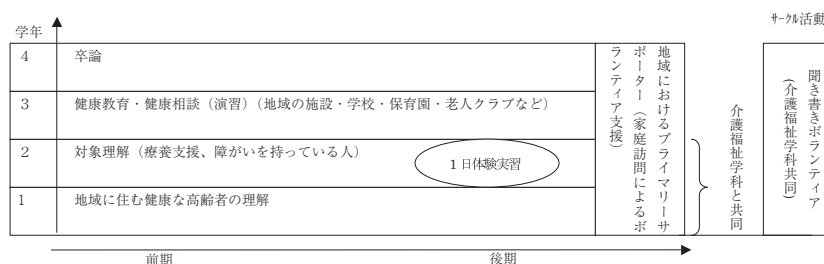 学年
サークル活動
4 卒論
3 健康教育・健康相談（演習）（地域の施設・学校・保育園・老人クラブなど）
2 対象理解（療養支援、障がいを持っている人）
1日体験実習
1 地域に住む健康な高齢者の理解
地域におけるプライマリーサ
ポーター（家庭訪問によるボ
ランティア支援）
介護福祉学科と共同
聞き書きボランティア
（介護福祉学科共同）
前期
後期